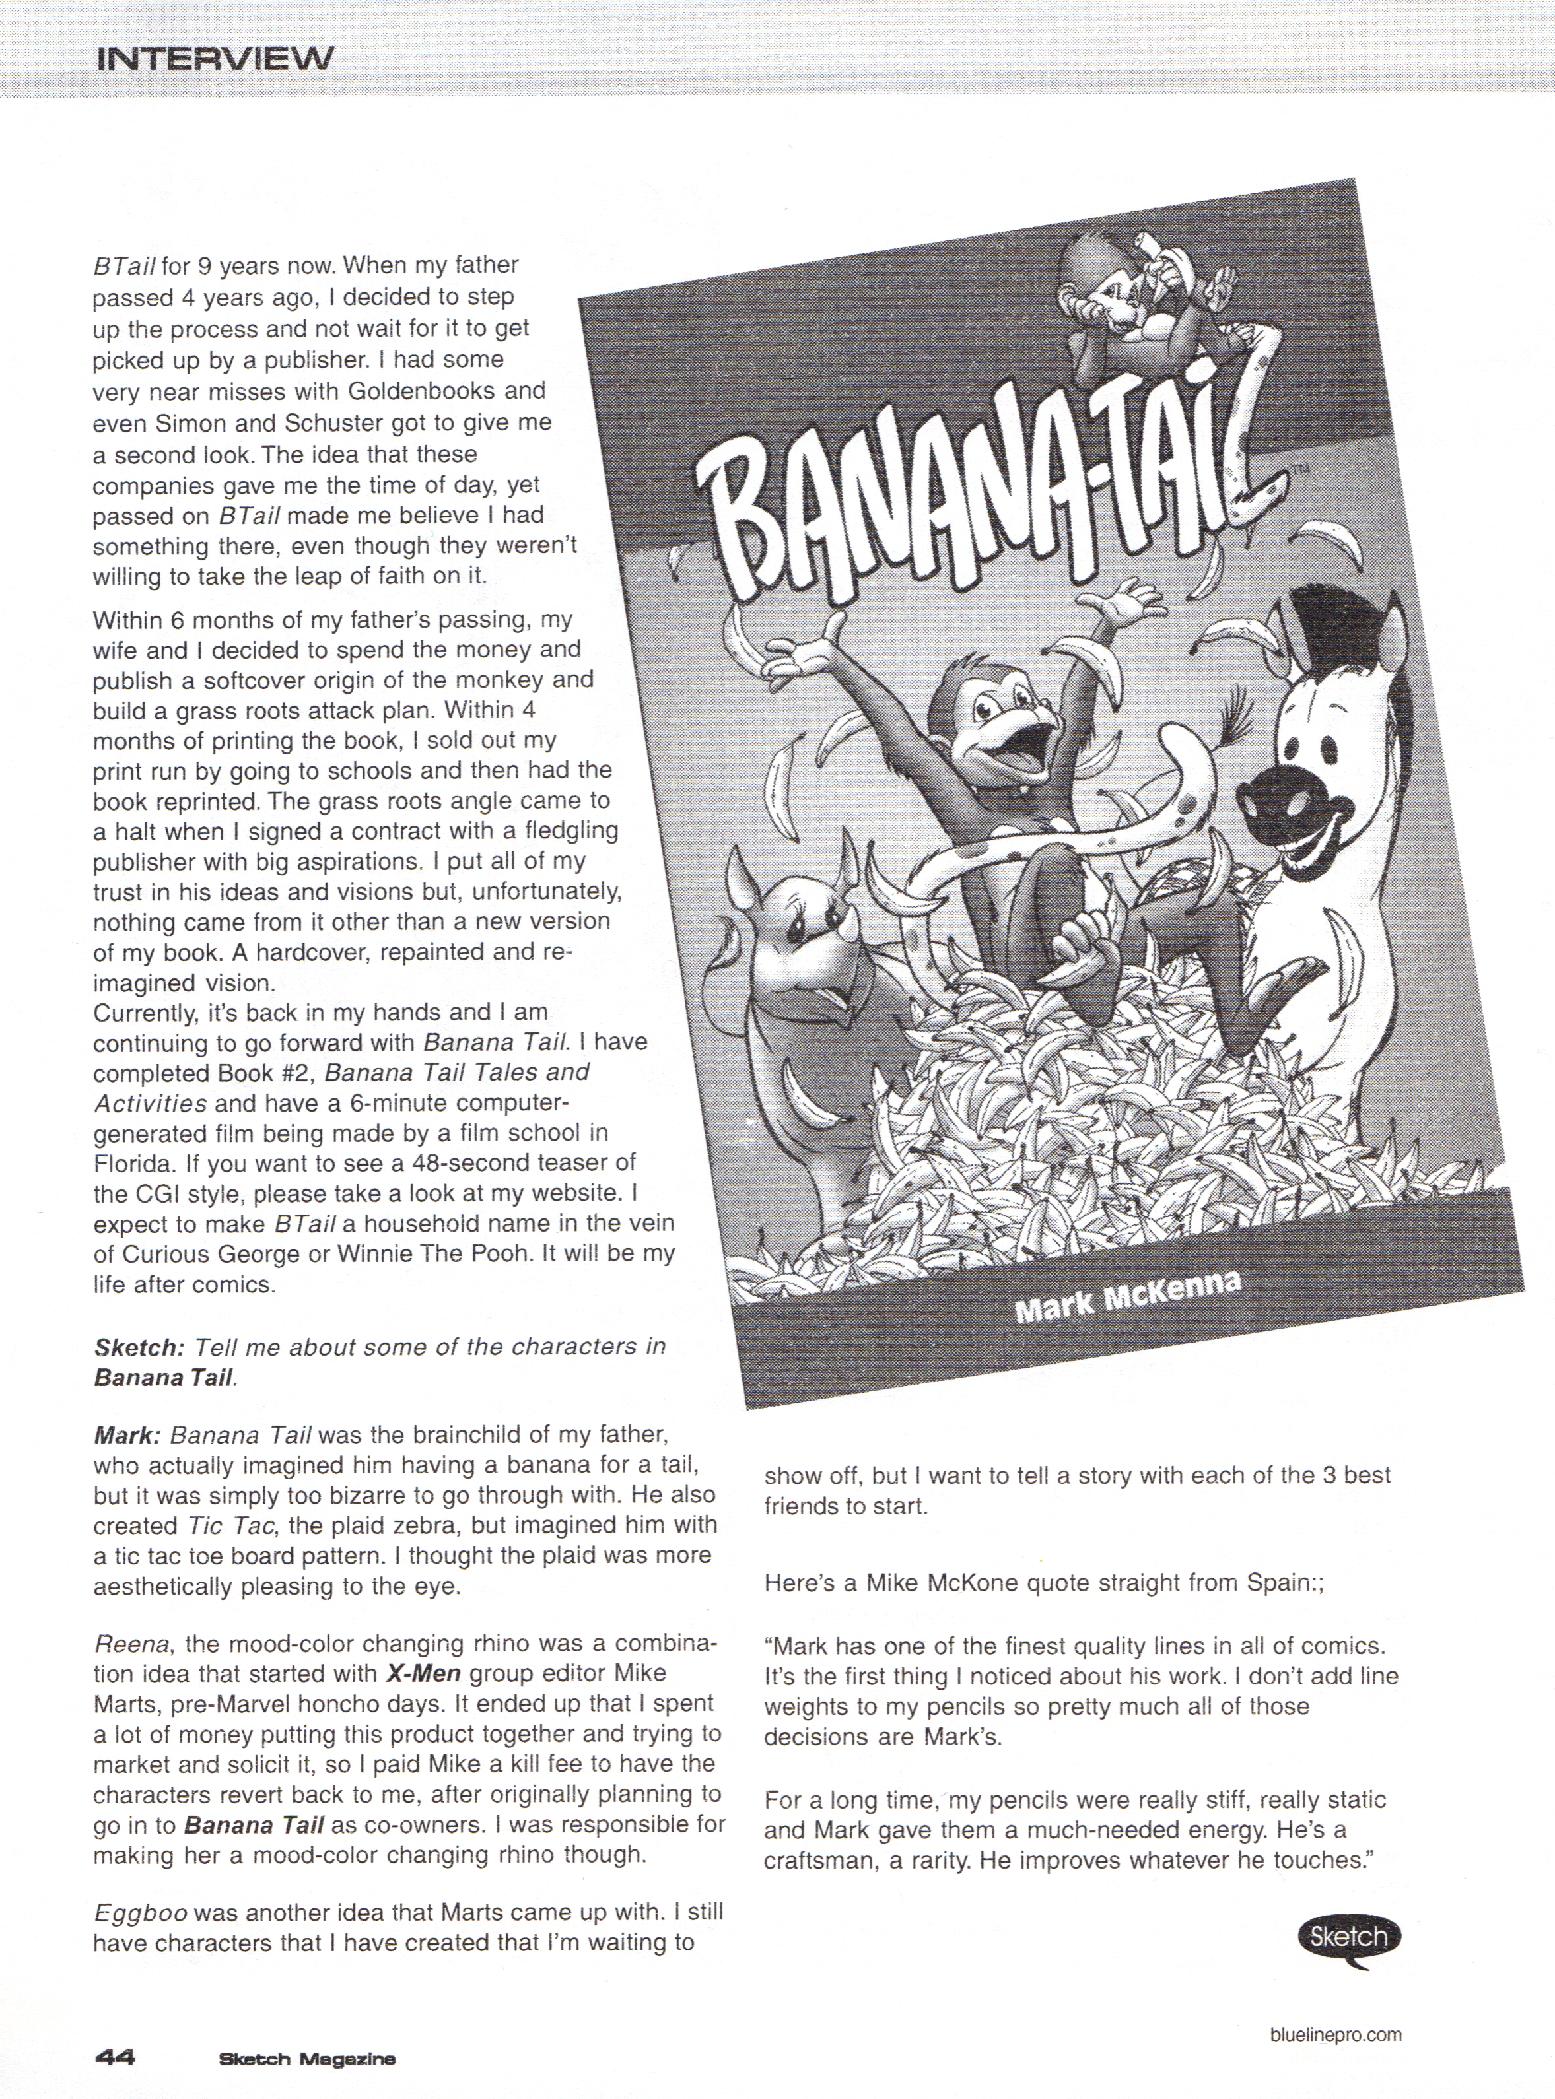 INTERVIEW
BTail for 9 years now. When my father
passed 4 years ago, I decided to step
up the process and not wait for it to get
picked up by a publisher. I had some
very near misses with Goldenbooks and
even Simon and Schuster got to give me
a second look. The idea that these
companies gave me the time of day, yet
passed on BTail made me believe I had
something there, even though they weren't
willing to take the leap of faith on it.
Within 6 months of my father's passing, my
wife and I decided to spend the money and
publish a softcover origin of the monkey and
build a grass roots attack plan. Within 4
months of printing the book, I sold out my
print run by going to schools and then had the
book reprinted. The grass roots angle came to
a halt when I signed a contract with a fledgling
publisher with big aspirations. I put all of my
trust in his ideas and visions but, unfortunately,
nothing came from it other than a new version
of my book. A hardcover, repainted and re-
imagined vision.
Currently, it's back in my hands and I am
continuing to go forward with Banana Tail. I have
completed Book #2, Banana Tail Tales and
Activities and have a 6-minute computer-
generated film being made by a film school in
Florida. If you want to see a 48-second teaser of
the CGI style, please take a look at my website. I
expect to make BTail a household name in the vein
of Curious George or Winnie The Pooh. It will be my
life after comics.
Sketch: Tell me about some of the characters in
Banana Tail.
Mark: Banana Tail was the brainchild of my father,
who actually imagined him having a banana for a tail,
but it was simply too bizarre to go through with. He also
created Tic Tac, the plaid zebra, but imagined him with
a tic tac toe board pattern. I thought the plaid was more
aesthetically pleasing to the eye.
Reena, the mood-color changing rhino was a combina-
tion idea that started with X-Men group editor Mike
Marts, pre-Marvel honcho days. It ended up that I spent
a lot of money putting this product together and trying to
market and solicit it, so I paid Mike a kill fee to have the
characters revert back to me, after originally planning to
go in to Banana Tail as co-owners. I was responsible for
making her a mood-color changing rhino though.
Eggboo was another idea that Marts came up with. I still
have characters that I have created that I'm waiting to
BANANA-TAIL™
Mark McKenna
show off, but I want to tell a story with each of the 3 best
friends to start.
Here's a Mike McKone quote straight from Spain:;
“Mark has one of the finest quality lines in all of comics.
It's the first thing I noticed about his work. I don't add line
weights to my pencils so pretty much all of those
decisions are Mark's.
For a long time, my pencils were really stiff, really static
and Mark gave them a much-needed energy. He's a
craftsman, a rarity. He improves whatever he touches.”
Sketch
bluelinepro.com
44 Sketch Magazine